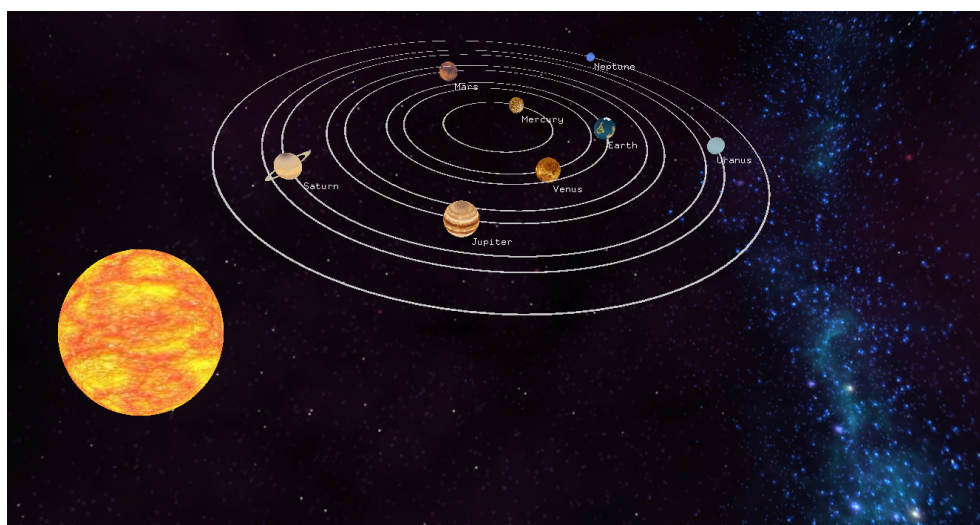 Neptune
Mars
Mercury
Earth
Uranus
Saturn
Venus
Jupiter